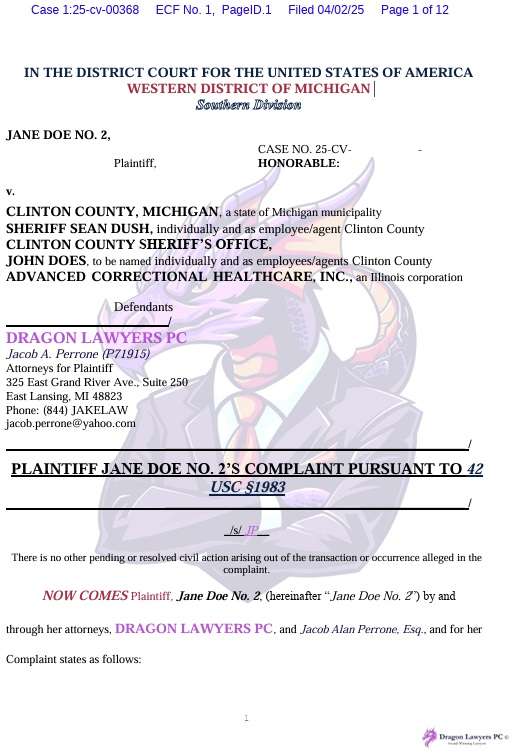 Case 1:25-cv-00368 ECF No. 1, PageID.1 Filed 04/02/25 Page 1 of 12
IN THE DISTRICT COURT FOR THE UNITED STATES OF AMERICA
WESTERN DISTRICT OF MICHIGAN
Southern Division
JANE DOE NO. 2,
CASE NO. 25-CV- -
Plaintiff, HONORABLE:
v.
CLINTON COUNTY, MICHIGAN, a state of Michigan municipality
SHERIFF SEAN DUSH, individually and as employee/agent Clinton County
CLINTON COUNTY SHERIFF'S OFFICE,
JOHN DOES, to be named individually and as employees/agents Clinton County
ADVANCED CORRECTIONAL HEALTHCARE, INC., an Illinois corporation
Defendants
/
DRAGON LAWYERS PC
Jacob A. Perrone (P71915)
Attorneys for Plaintiff
325 East Grand River Ave., Suite 250
East Lansing, MI 48823
Phone: (844) JAKELAW
jacob.perrone@yahoo.com
/
PLAINTIFF JANE DOE NO. 2'S COMPLAINT PURSUANT TO 42
USC §1983
/
/s/ JP
There is no other pending or resolved civil action arising out of the transaction or occurrence alleged in the
complaint.
NOW COMES Plaintiff, Jane Doe No. 2, (hereinafter "Jane Doe No. 2") by and
through her attorneys, DRAGON LAWYERS PC, and Jacob Alan Perrone, Esq., and for her
Complaint states as follows:
1
Dragon Lawyers PC ©